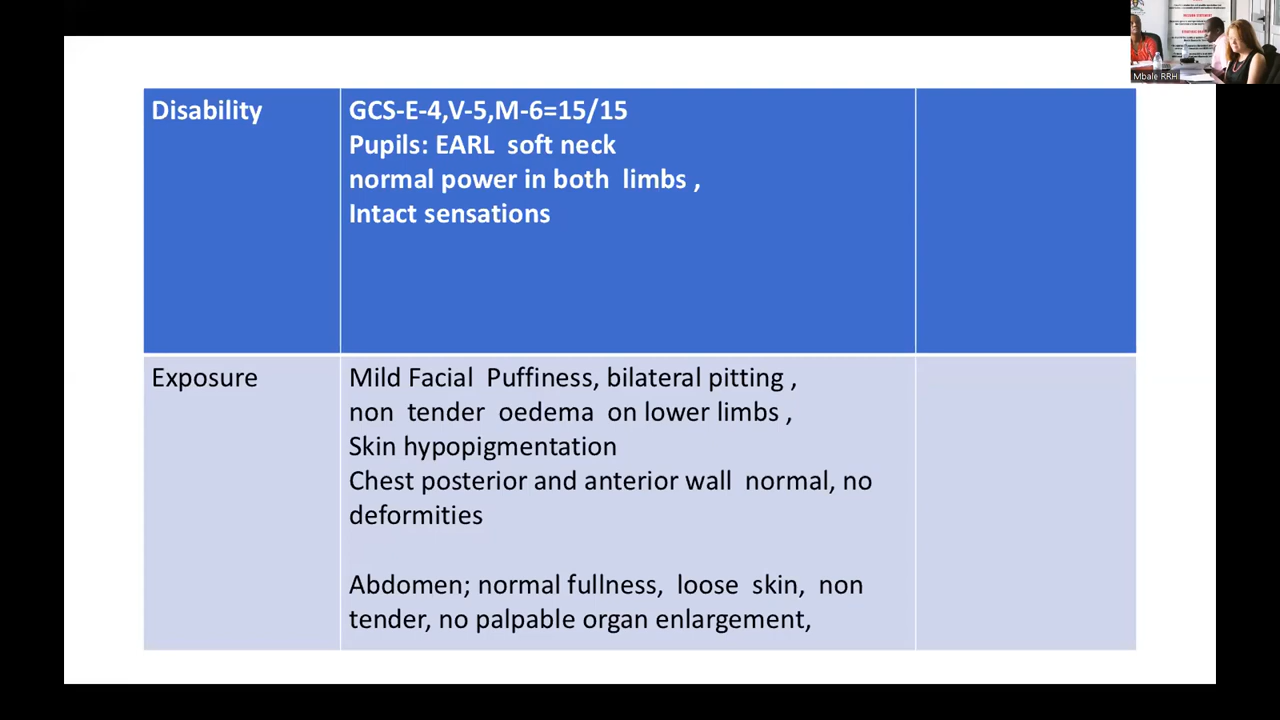 Disability
GCS-E-4,V-5,M-6=15/15
Pupils: EARL  soft neck
normal power in both  limbs ,
Intact sensations
Exposure
Mild Facial  Puffiness, bilateral pitting ,
non  tender  oedema  on lower limbs ,
Skin hypopigmentation
Chest posterior and anterior wall  normal, no
deformities
Abdomen; normal fullness,  loose  skin,  non
tender, no palpable organ enlargement,
Mbale RRH